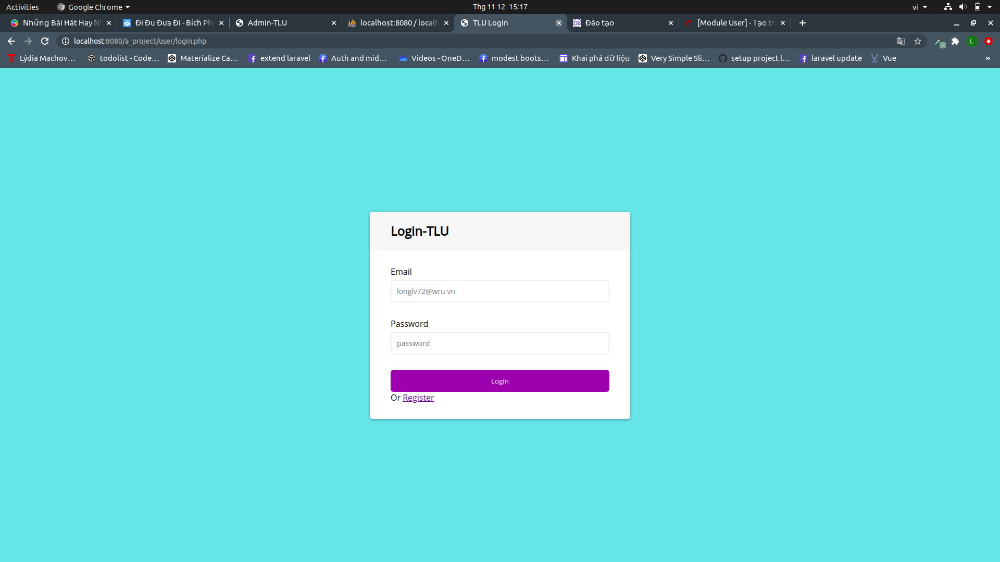 Activities Google Chrome Thg 11 12 15:17 vi
Những Bài Hát Hay Nh Đi Đu Đưa Đi - Bích Phư Admin-TLU localhost:8080 / localh TLU Login Đào tạo [Module User] - Tạo tra
localhost:8080/a_project/user/login.php L
Lýdia Machov... todolist - Code... Materialize Ca... extend laravel Auth and mid... Videos - OneD... modest boots... Khai phá dữ liệu Very Simple Sli... setup project l... laravel update Vue »
Login-TLU
Email
longlv72@wru.vn
Password
password
Login
Or Register